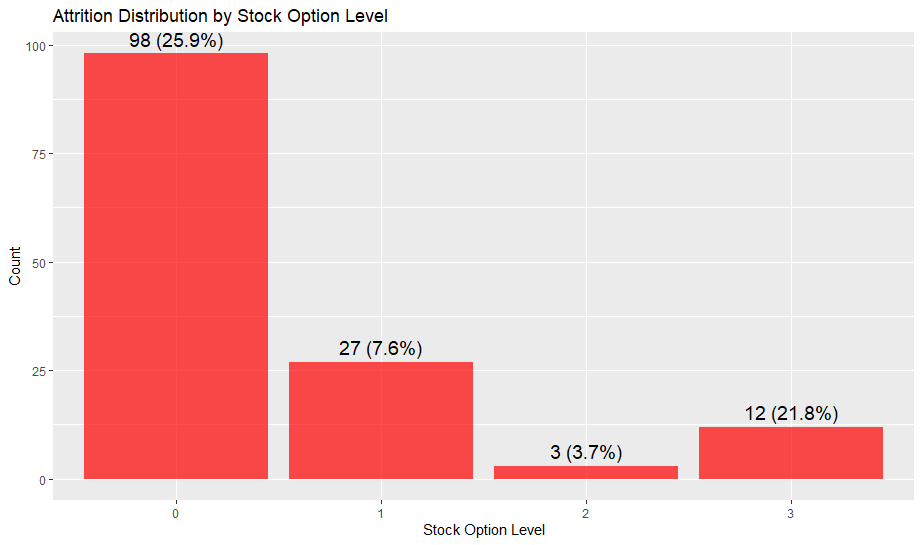 Attrition Distribution by Stock Option Level
98 (25.9%)
100
75
27 (7.6%)
50
Count
25
12 (21.8%)
3 (3.7%)
0
0 1 2 3
Stock Option Level